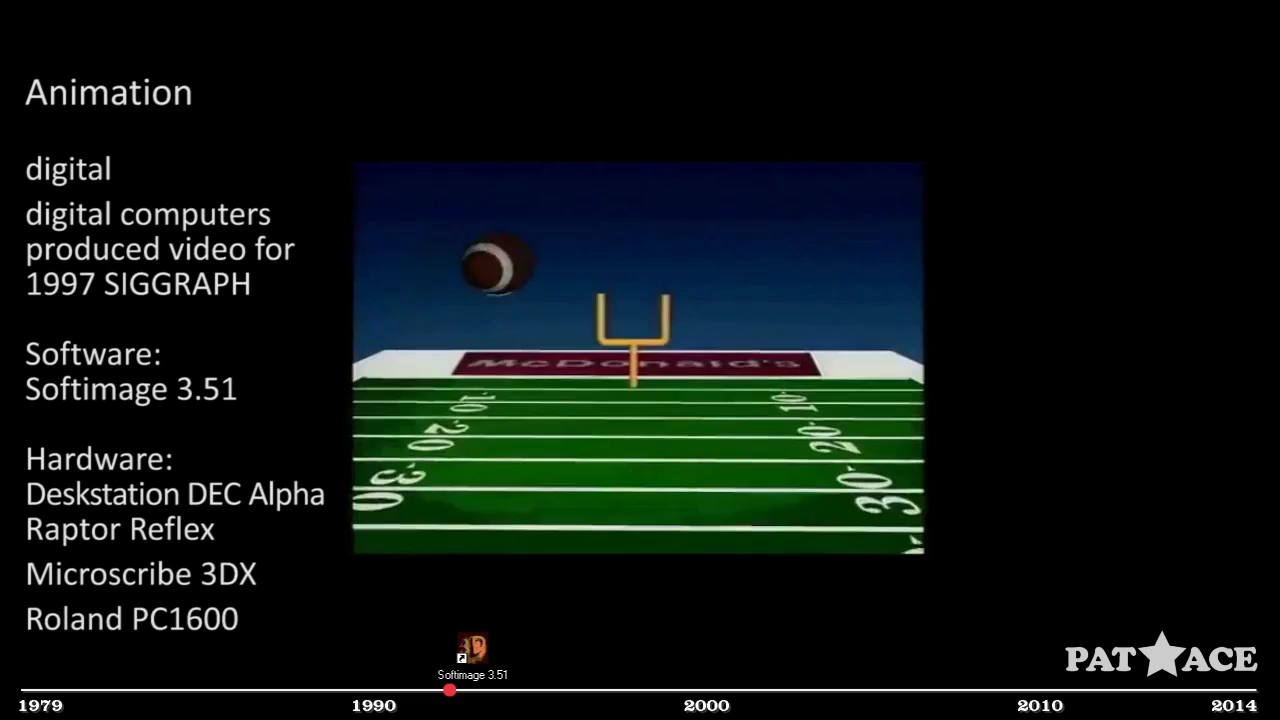 Animation
digital
digital computers
produced video for
1997 SIGGRAPH
Software:
Softimage 3.51
Hardware:
Deskstation DEC Alpha
Raptor Reflex
Microscribe 3DX
Roland PC1600
McDonald's
10 10
20 20
30 30
3D
Softimage 3.51
PAT ACE
1979 1990 2000 2010 2014